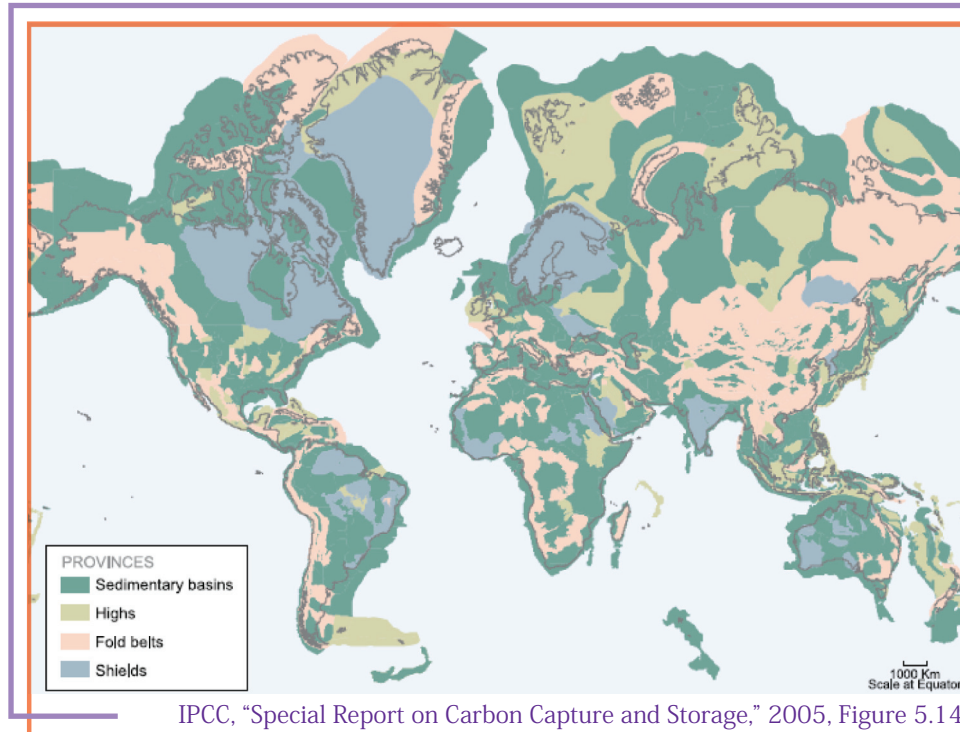 PROVINCES
Sedimentary basins
Highs
Fold belts
Shields
1000 Km
Scale at Equator
IPCC, “Special Report on Carbon Capture and Storage,” 2005, Figure 5.14